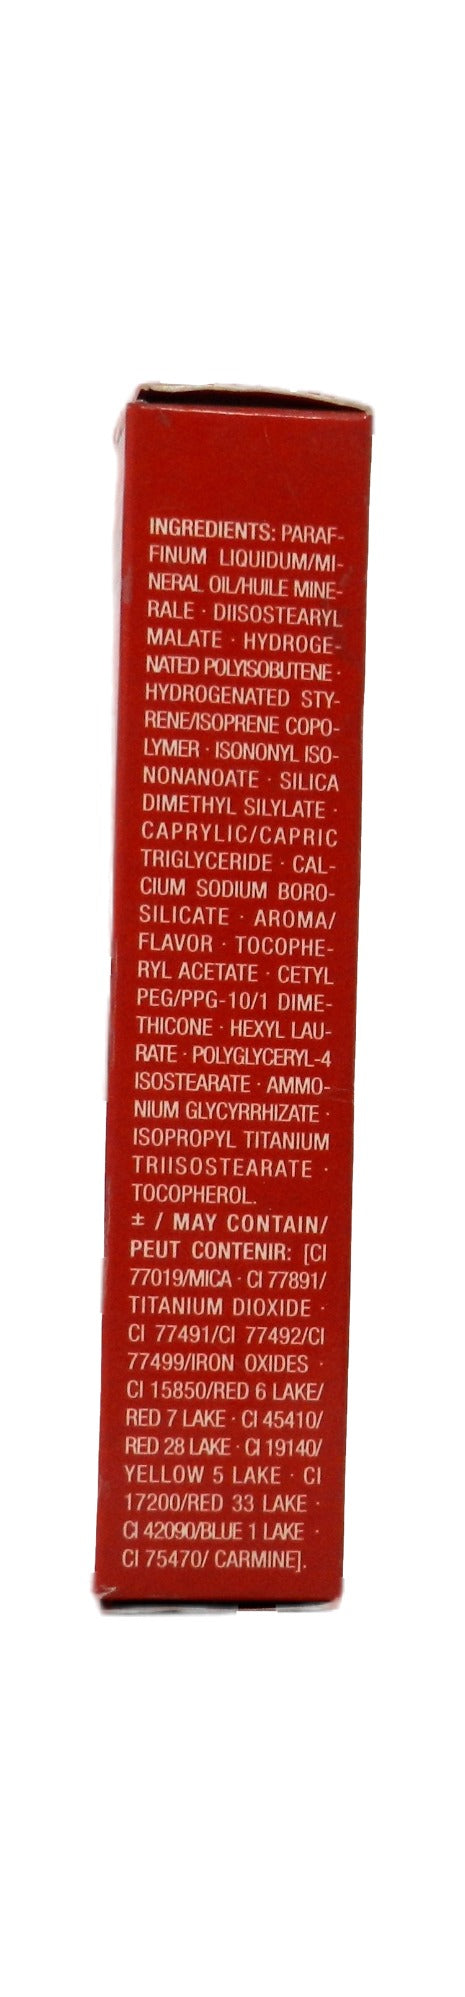 INGREDIENTS: PARAF-
FINUM LIQUIDUM/MI-
NERAL OIL/HUILE MINE-
RALE · DIISOSTEARYL
MALATE · HYDROGE-
NATED POLYISOBUTENE ·
HYDROGENATED STY-
RENE/ISOPRENE COPO-
LYMER · ISONONYL ISO-
NONANOATE · SILICA
DIMETHYL SILYLATE ·
CAPRYLIC/CAPRIC
TRIGLYCERIDE · CAL-
CIUM SODIUM BORO-
SILICATE · AROMA/
FLAVOR · TOCOPHE-
RYL ACETATE · CETYL
PEG/PPG-10/1 DIME-
THICONE · HEXYL LAU-
RATE · POLYGLYCERYL-4
ISOSTEARATE · AMMO-
NIUM GLYCYRRHIZATE ·
ISOPROPYL TITANIUM
TRIISOSTEARATE ·
TOCOPHEROL.
± / MAY CONTAIN/
PEUT CONTENIR: [CI
77019/MICA · CI 77891/
TITANIUM DIOXIDE ·
CI 77491/CI 77492/CI
77499/IRON OXIDES ·
CI 15850/RED 6 LAKE/
RED 7 LAKE · CI 45410/
RED 28 LAKE · CI 19140/
YELLOW 5 LAKE · CI
17200/RED 33 LAKE ·
CI 42090/BLUE 1 LAKE ·
CI 75470/ CARMINE].